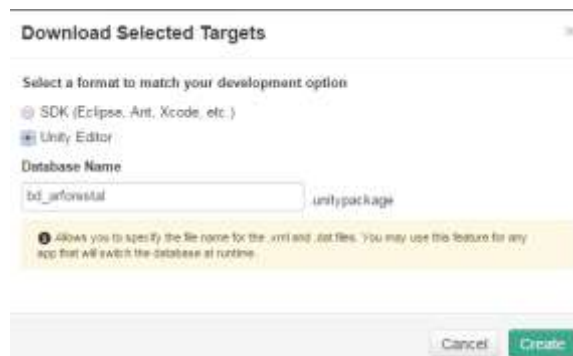 Download Selected Targets
Select a format to match your development option
SDK (Eclipse, Ant, Xcode, etc.)
Unity Editor
Database Name
bd_arforestal
.unitypackage
Allows you to specify the file name for the .xml and .dat files. You may use this feature for any
app that will switch the database at runtime.
Cancel
Create